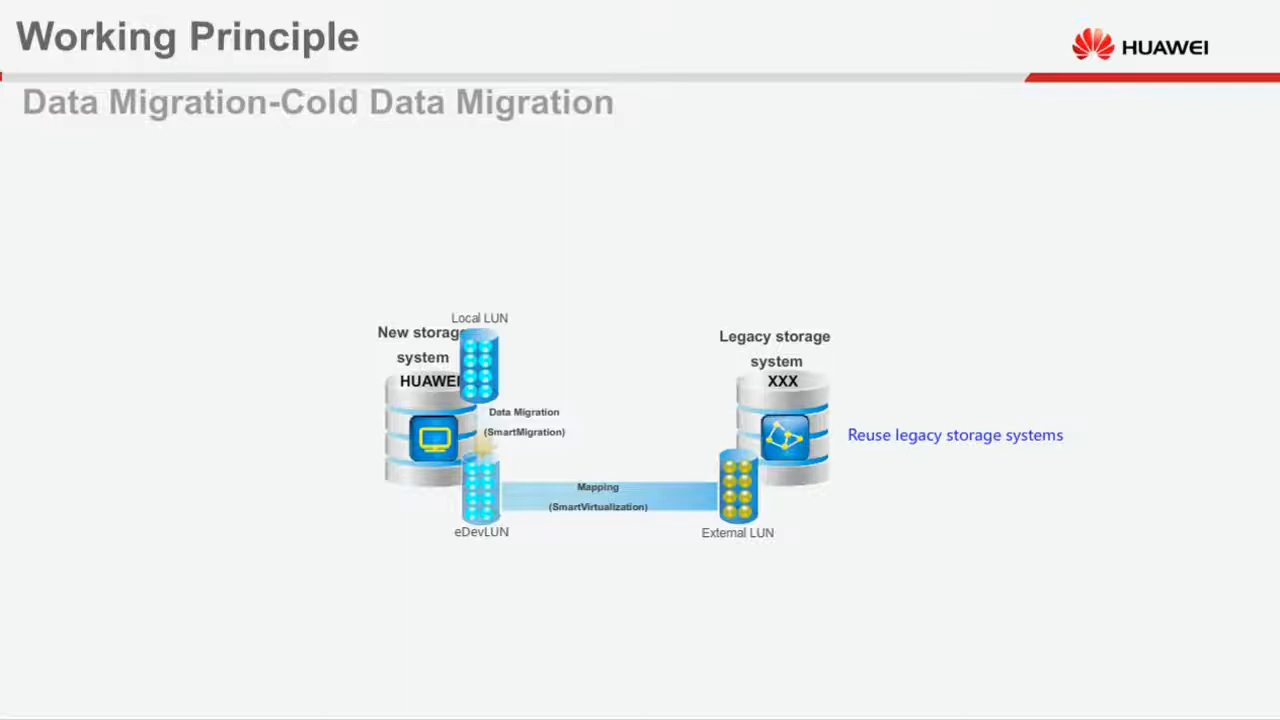 Working Principle
HUAWEI
Data Migration-Cold Data Migration
Local LUN
New storage
system
HUAWEI
Data Migration
(SmartMigration)
Mapping
(SmartVirtualization)
eDevLUN
Legacy storage
system
XXX
Reuse legacy storage systems
External LUN